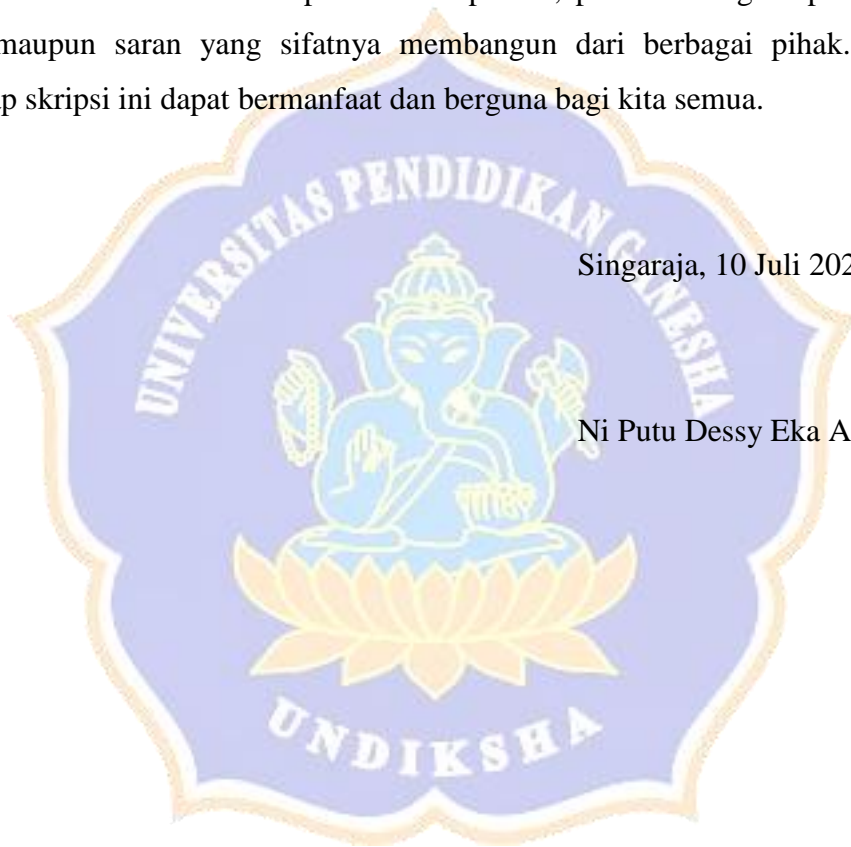 maupun saran yang sifatnya membangun dari berbagai pihak.
skripsi ini dapat bermanfaat dan berguna bagi kita semua.
UNIVERSITAS PENDIDIKAN GANESHA
Singaraja, 10 Juli
Ni Putu Dessy Eka
UNDIKSHA